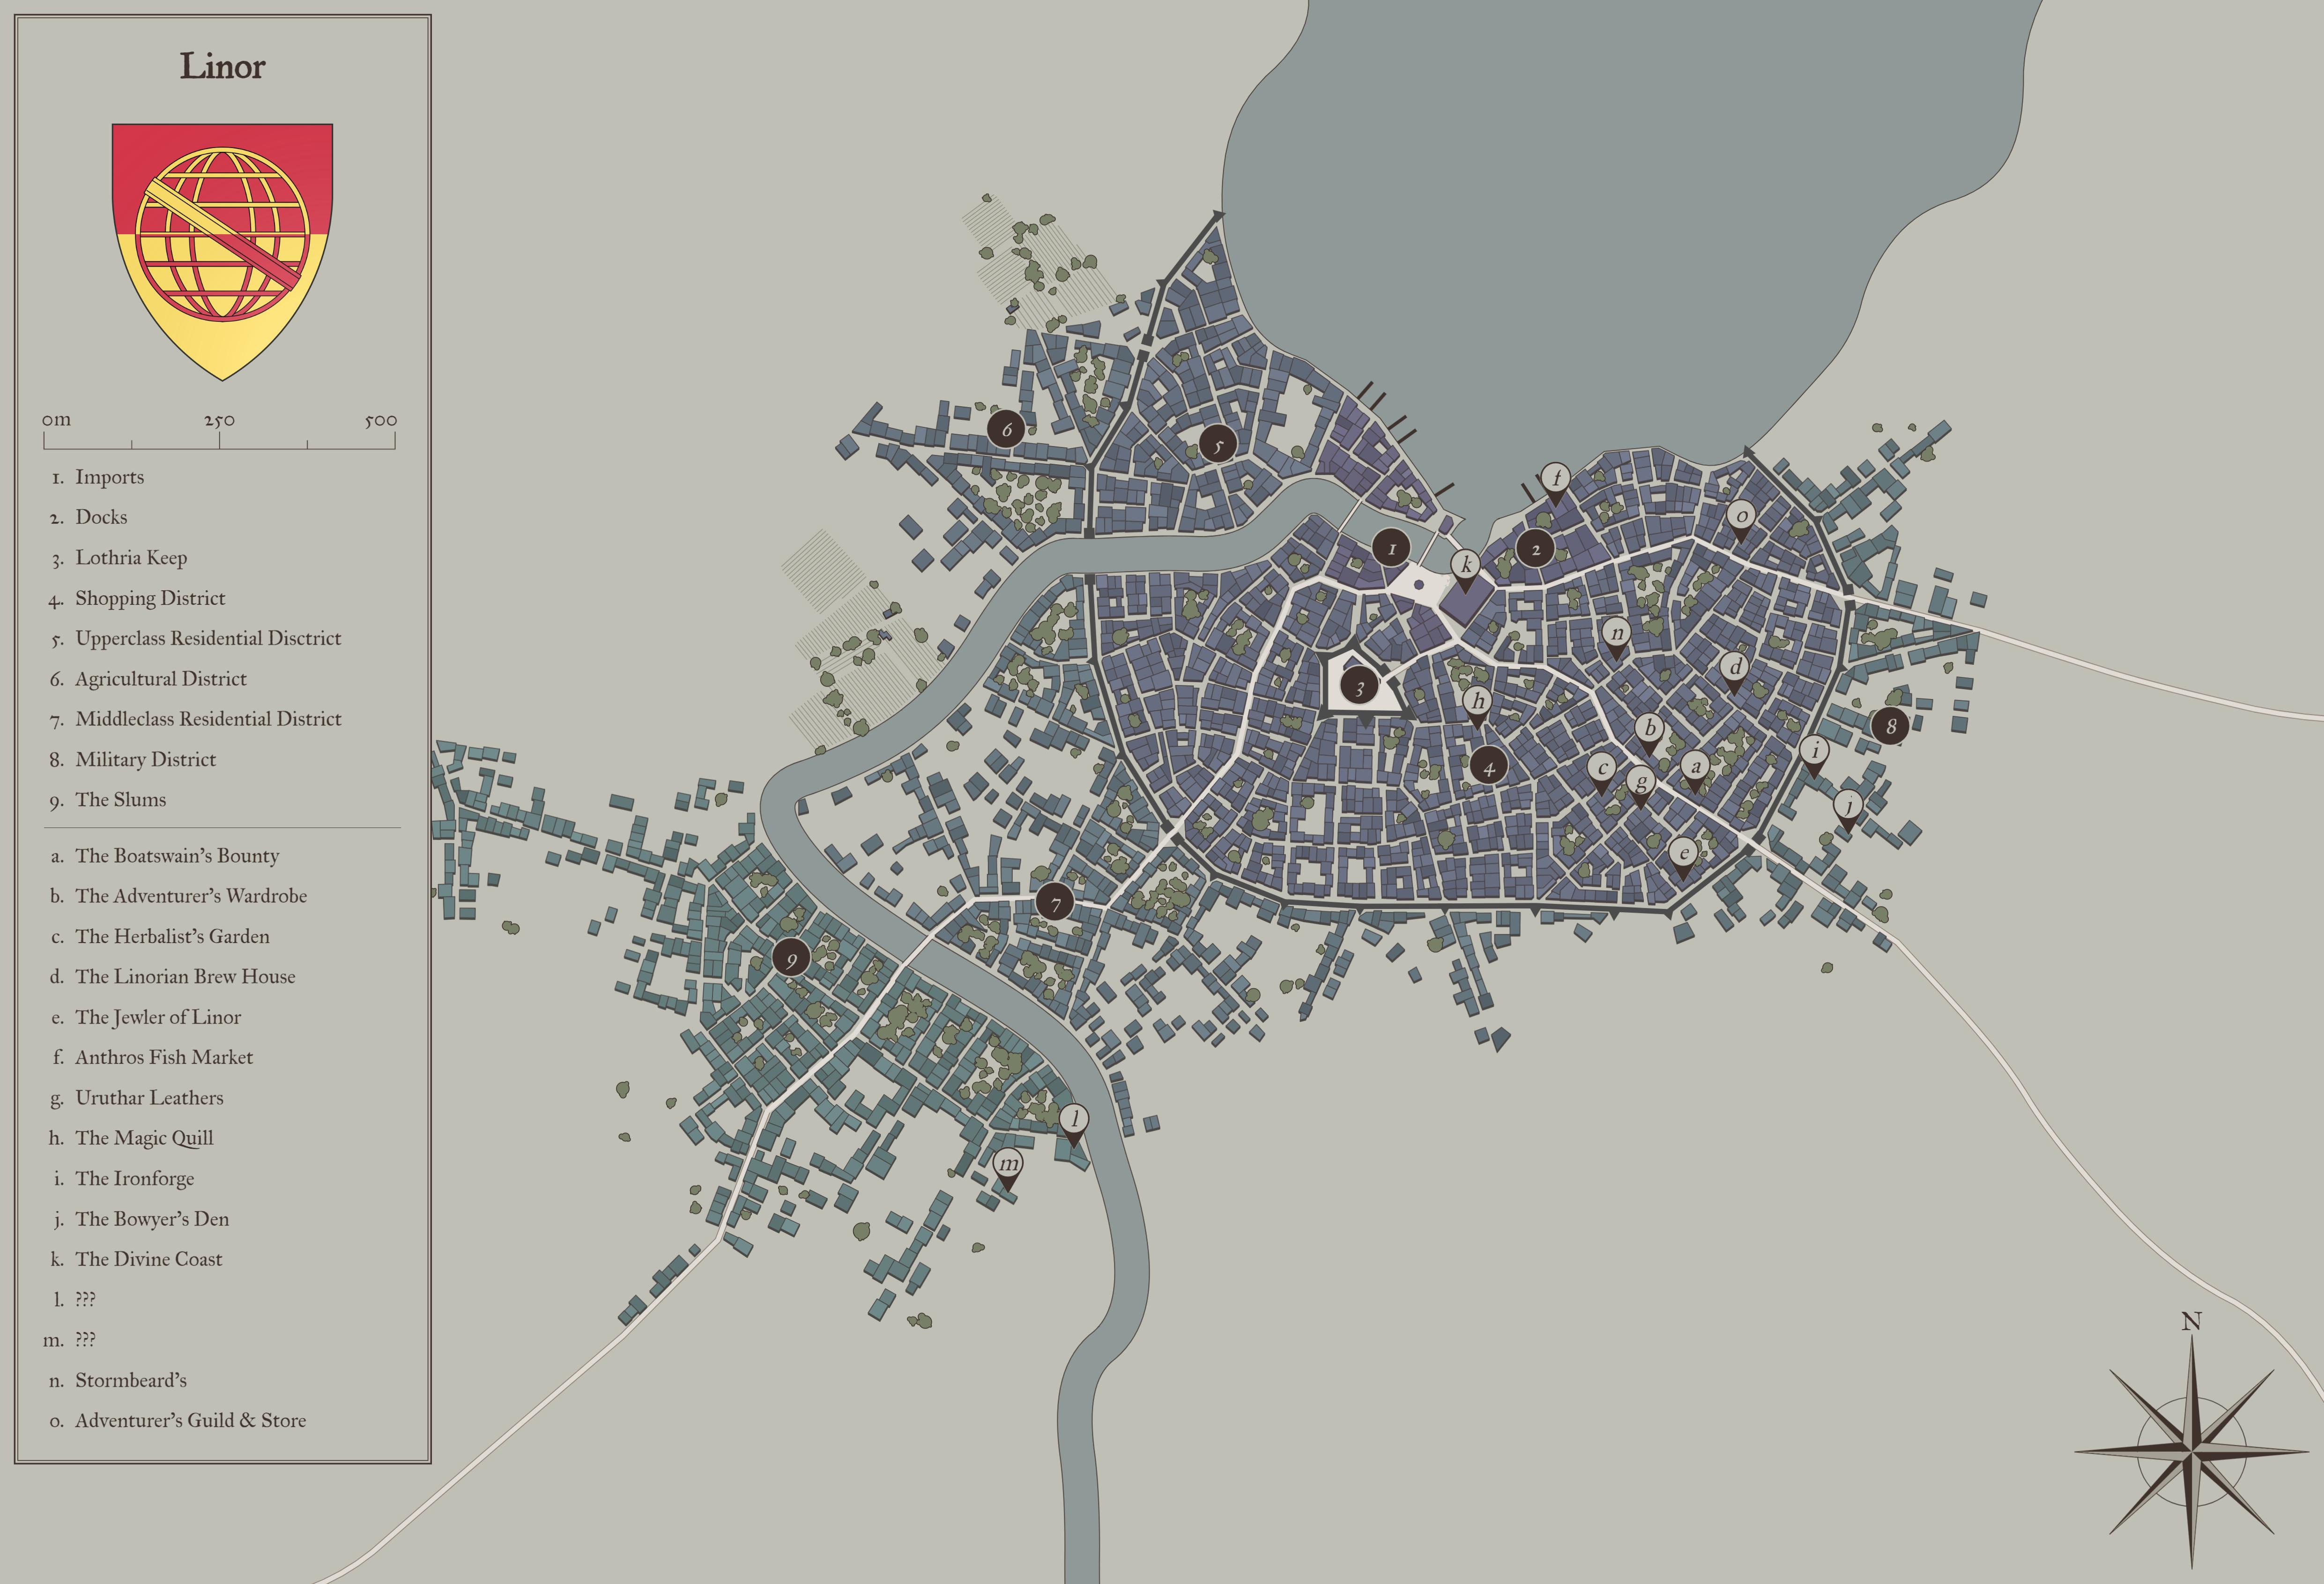 Linor
0m 250 500
1. Imports
2. Docks
3. Lothria Keep
4. Shopping District
5. Upperclass Residential Disctrict
6. Agricultural District
7. Middleclass Residential District
8. Military District
9. The Slums
a. The Boatswain's Bounty
b. The Adventurer's Wardrobe
c. The Herbalist's Garden
d. The Linorian Brew House
e. The Jewler of Linor
f. Anthros Fish Market
g. Uruthar Leathers
h. The Magic Quill
i. The Ironforge
j. The Bowyer's Den
k. The Divine Coast
l. ???
m. ???
n. Stormbeard's
o. Adventurer's Guild & Store
6
5
f
o
1
2
k
n
d
3
h
b
8
i
4
c
g
a
j
e
7
9
l
m
N